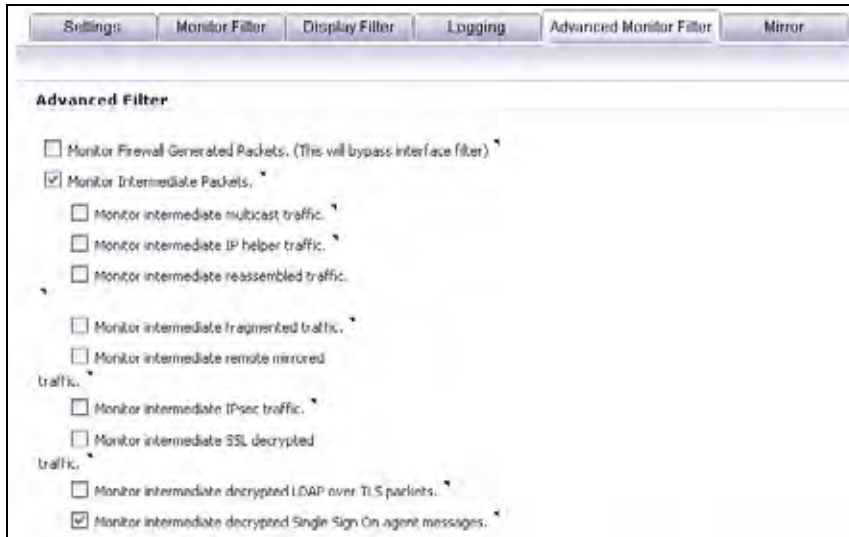 Settings Monitor Filter Display Filter Logging Advanced Monitor Filter Mirror
Advanced Filter
Monitor Firewall Generated Packets. (This will bypass interface filter)
Monitor Intermediate Packets.
Monitor intermediate multicast traffic.
Monitor intermediate IP helper traffic.
Monitor intermediate reassembled traffic.
Monitor intermediate fragmented traffic.
Monitor intermediate remote mirrored
traffic.
Monitor intermediate IPsec traffic.
Monitor intermediate SSL decrypted
traffic.
Monitor intermediate decrypted LDAP over TLS packets.
Monitor intermediate decrypted Single Sign On agent messages.